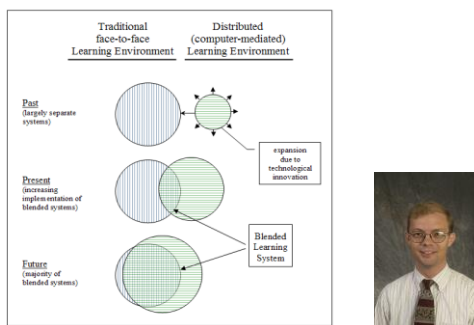 Traditional
face-to-face
Learning Environment
Distributed
(computer-mediated)
Learning Environment
Past
(largely separate
systems)
expansion
due to
technological
innovation
Present
(increasing
implementation of
blended systems)
Blended
Learning
System
Future
(majority of
blended systems)